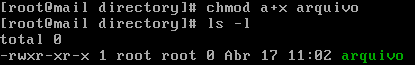 [root@mail directory]# chmod a+x arquivo
[root@mail directory]# ls -l
total 0
-rwxr-xr-x 1 root root 0 Abr 17 11:02 arquivo